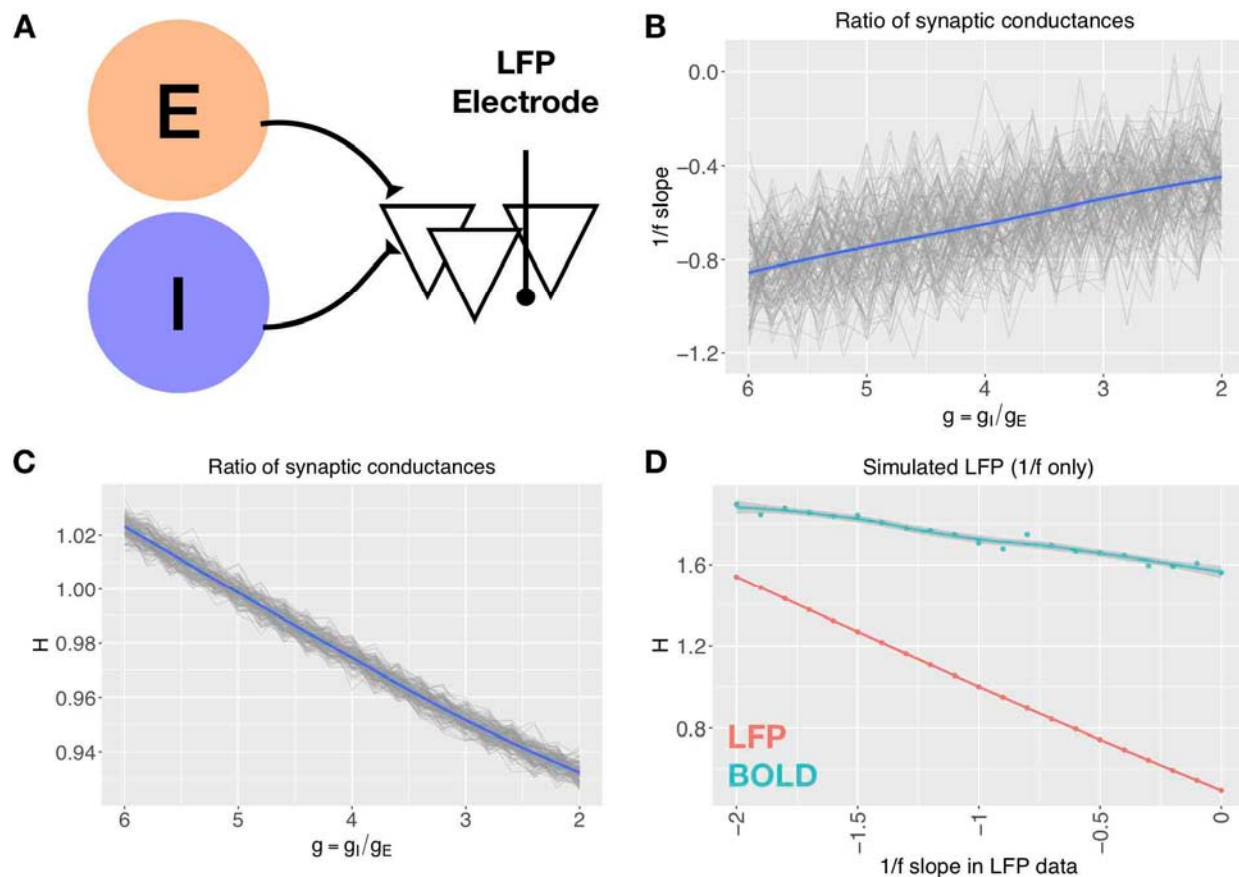 A
E
I
LFP
Electrode
B
Ratio of synaptic conductances
1/f slope
0.0
−0.4
−0.8
−1.2
6
5
4
3
2
g = gI/gE
C
Ratio of synaptic conductances
H
1.02
1.00
0.98
0.96
0.94
6
5
4
3
2
g = gI/gE
D
Simulated LFP (1/f only)
H
1.6
1.2
0.8
LFP
BOLD
−2
−1.5
−1
−0.5
0
1/f slope in LFP data